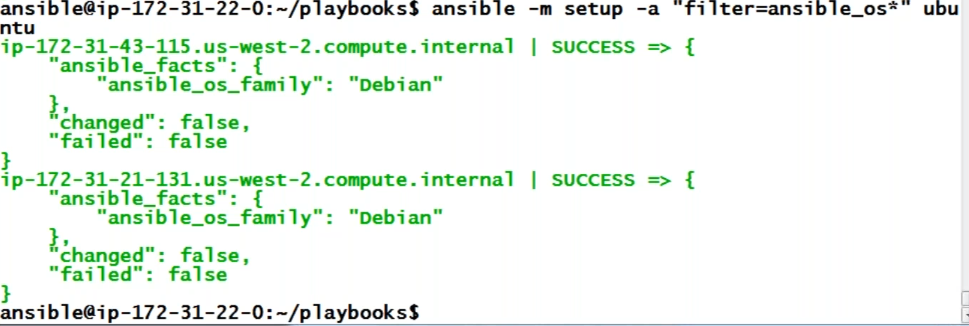 ansible@ip-172-31-22-0:~/playbooks$ ansible -m setup -a "filter=ansible_os*" ubu
ntu
ip-172-31-43-115.us-west-2.compute.internal | SUCCESS => {
    "ansible_facts": {
        "ansible_os_family": "Debian"
    },
    "changed": false,
    "failed": false
}
ip-172-31-21-131.us-west-2.compute.internal | SUCCESS => {
    "ansible_facts": {
        "ansible_os_family": "Debian"
    },
    "changed": false,
    "failed": false
}
ansible@ip-172-31-22-0:~/playbooks$